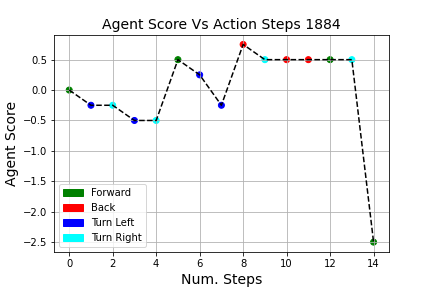 Agent Score Vs Action Steps 1884
Agent Score
0.5
0.0
−0.5
−1.0
−1.5
−2.0
−2.5
Forward
Back
Turn Left
Turn Right
0 2 4 6 8 10 12 14
Num. Steps